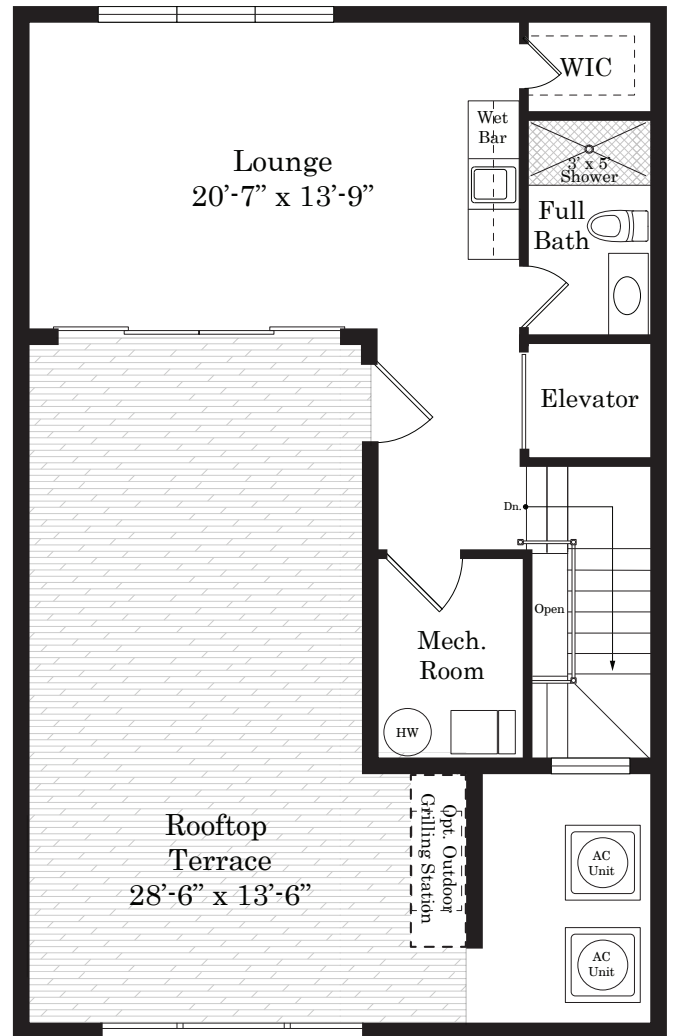 WIC
Wet
Bar
3' x 5'
Shower
Lounge
20’-7” x 13’-9”
Full
Bath
Elevator
Dn.
Open
Mech.
Room
HW
Rooftop
Terrace
28’-6” x 13’-6”
Opt. Outdoor
Grilling Station
AC
Unit
AC
Unit